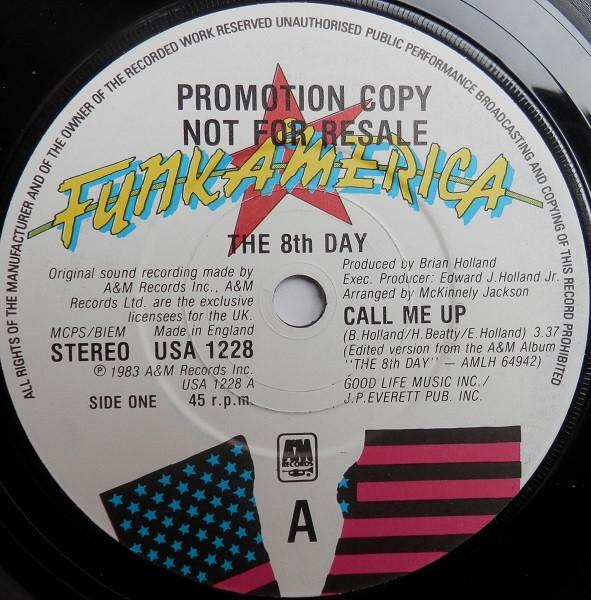 ALL RIGHTS OF THE MANUFACTURER AND OF THE OWNER OF THE RECORDED WORK RESERVED UNAUTHORISED PUBLIC PERFORMANCE BROADCASTING AND COPYING OF THIS RECORD PROHIBITED
PROMOTION COPY
NOT FOR RESALE
FUNKAMERICA
THE 8th DAY
Original sound recording made by
A&M Records Inc., A&M
Records Ltd. are the exclusive
licensees for the UK.
MCPS/BIEM Made in England
STEREO USA 1228
℗ 1983 A&M Records Inc.
USA 1228 A
SIDE ONE 45 r.p.m.
Produced by Brian Holland
Exec. Producer: Edward J.Holland Jr.
Arranged by McKinnely Jackson
CALL ME UP
(B.Holland/H.Beatty/E.Holland) 3.37
(Edited version from the A&M Album
"THE 8th DAY" — AMLH 64942)
GOOD LIFE MUSIC INC./
J.P.EVERETT PUB. INC.
A&M
RECORDS
A